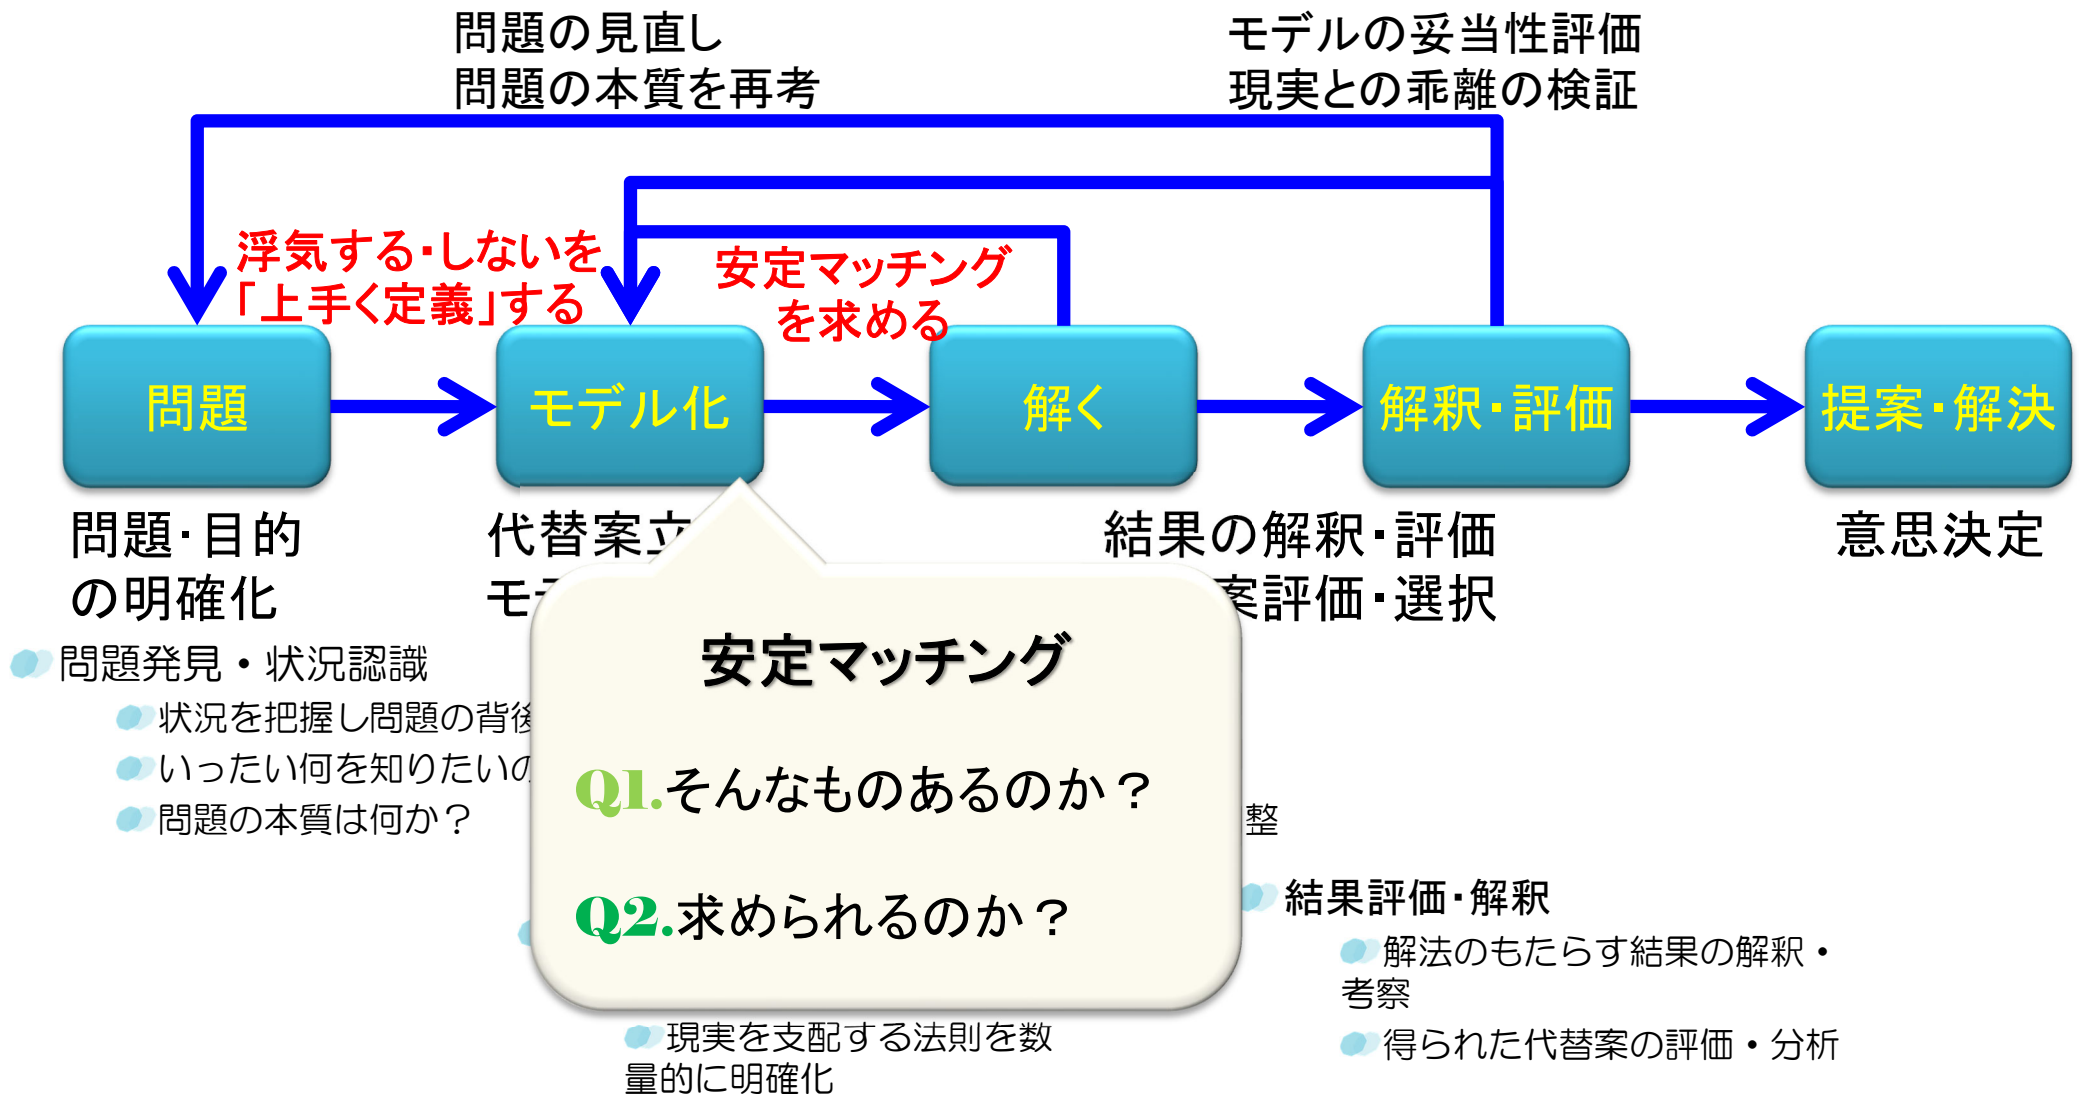 問題の見直し
問題の本質を再考
モデルの妥当性評価
現実との乖離の検証
浮気する・しないを
「上手く定義」する
安定マッチング
を求める
問題
モデル化
解く
解釈・評価
提案・解決
問題・目的
の明確化
代替案立
モデ
結果の解釈・評価
案評価・選択
意思決定
問題発見・状況認識
状況を把握し問題の背後
いったい何を知りたいの
問題の本質は何か？
安定マッチング
Q1.そんなものあるのか？
Q2.求められるのか？
整
結果評価・解釈
解法のもたらす結果の解釈・
考察
得られた代替案の評価・分析
現実を支配する法則を数
量的に明確化